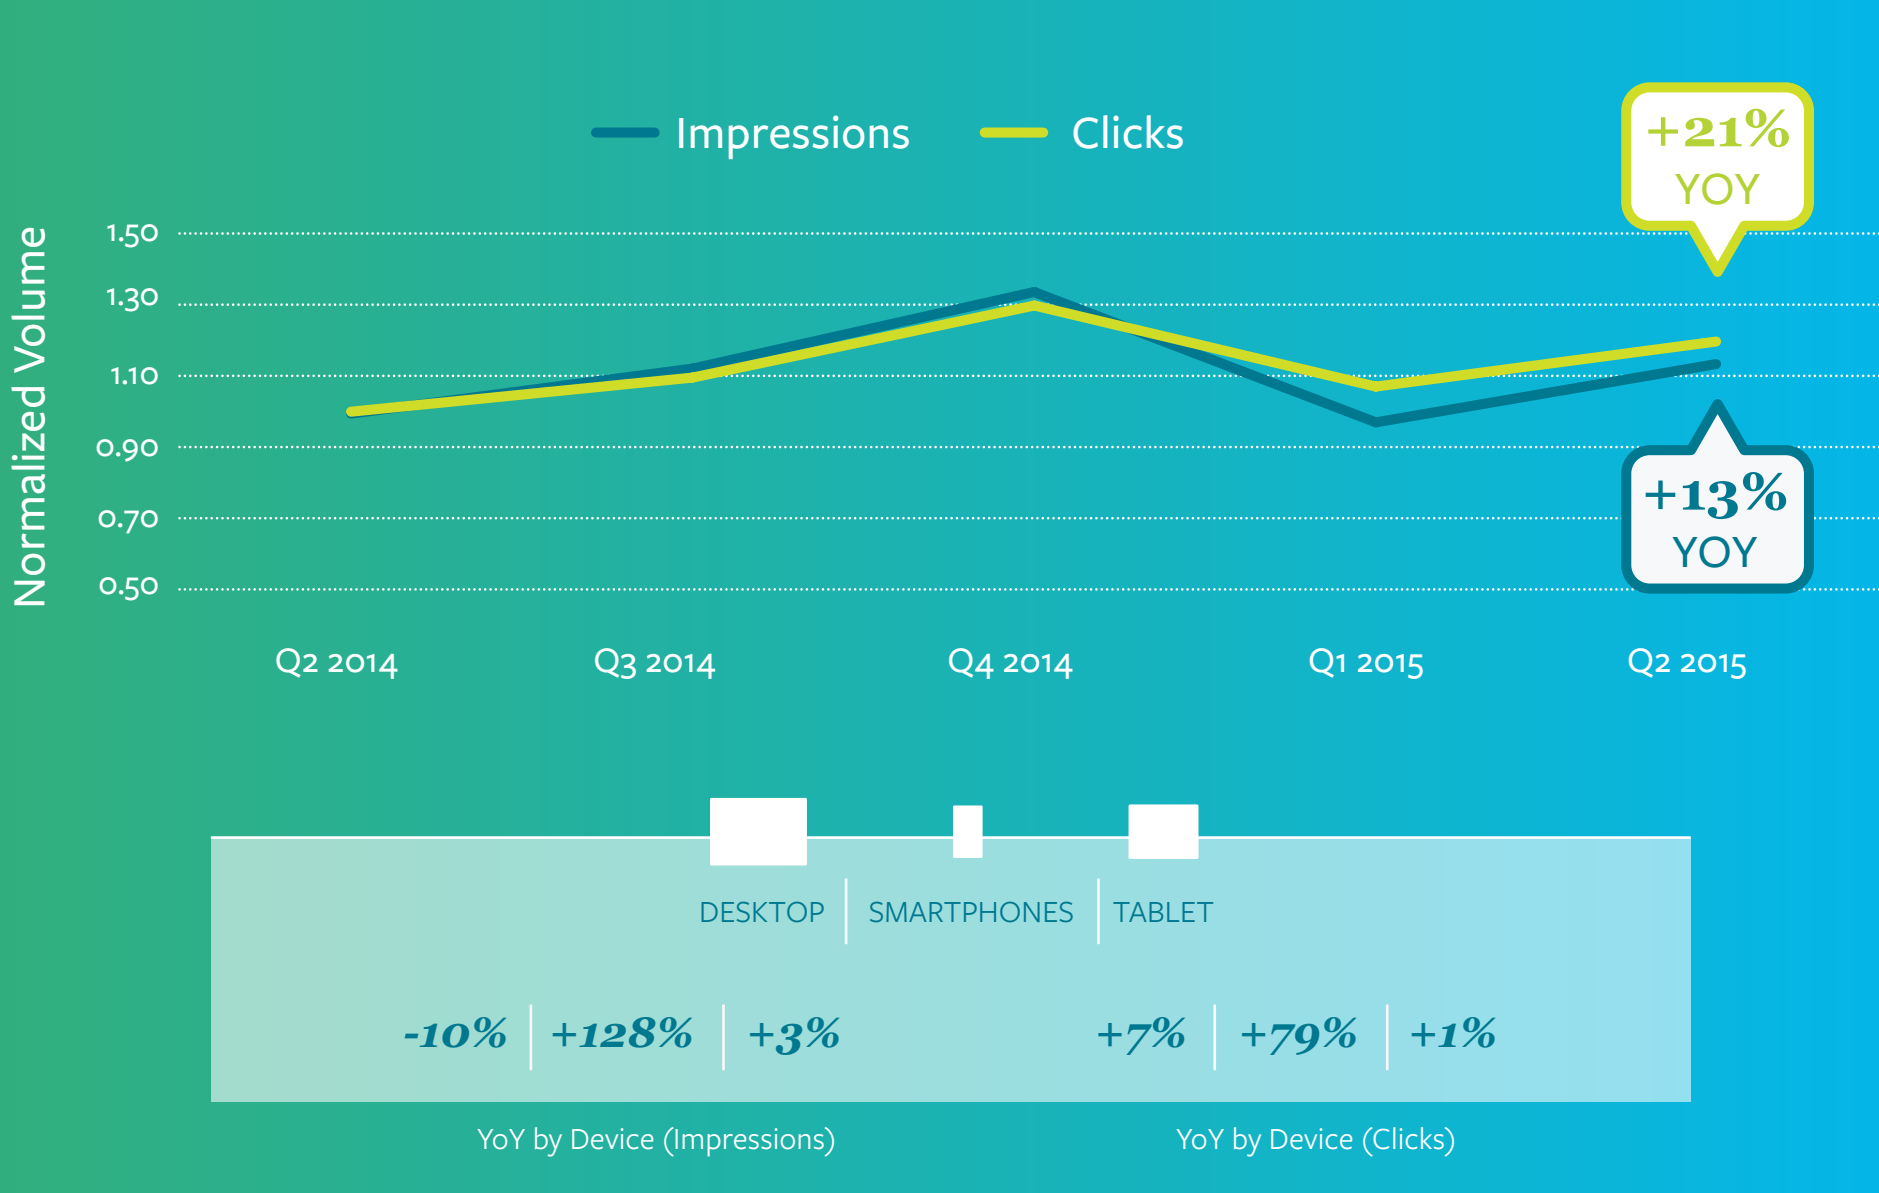 Impressions
Clicks
+21%
YOY
Normalized Volume
1.50
1.30
1.10
0.90
0.70
0.50
+13%
YOY
Q2 2014
Q3 2014
Q4 2014
Q1 2015
Q2 2015
DESKTOP
SMARTPHONES
TABLET
-10%
+128%
+3%
+7%
+79%
+1%
YoY by Device (Impressions)
YoY by Device (Clicks)